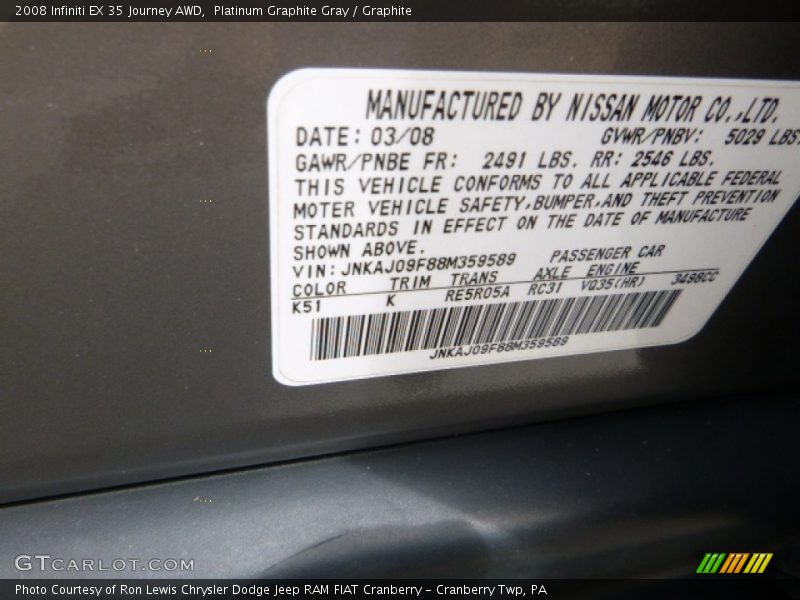 2008 Infiniti EX 35 Journey AWD,  Platinum Graphite Gray / Graphite
MANUFACTURED BY NISSAN MOTOR CO.,LTD.
DATE: 03/08 GVWR/PNBV: 5029 LBS.
GAWR/PNBE FR: 2491 LBS. RR: 2546 LBS.
THIS VEHICLE CONFORMS TO ALL APPLICABLE FEDERAL
MOTER VEHICLE SAFETY,BUMPER,AND THEFT PREVENTION
STANDARDS IN EFFECT ON THE DATE OF MANUFACTURE
SHOWN ABOVE.
VIN:JNKAJ09F88M359589 PASSENGER CAR
COLOR TRIM TRANS AXLE ENGINE
K51 K RE5R05A RC31 VQ35(HR) 3498CC
JNKAJ09F88M359589
GTCARLOT.COM
Photo Courtesy of Ron Lewis Chrysler Dodge Jeep RAM FIAT Cranberry – Cranberry Twp, PA